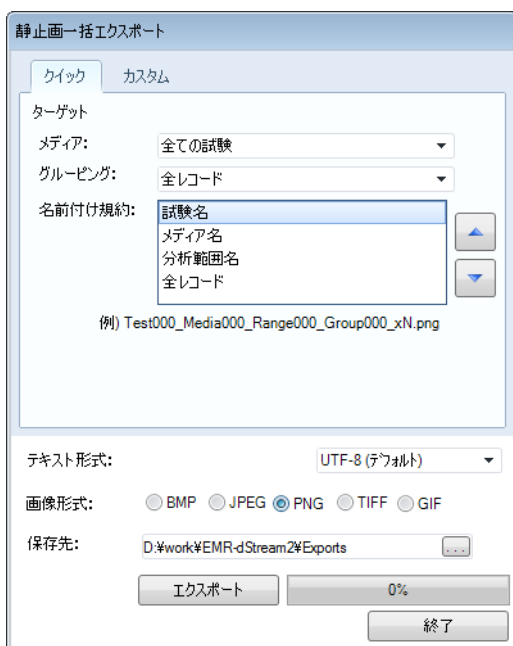 静止画一括エクスポート
クイック カスタム
ターゲット
メディア: 全ての試験
グルーピング: 全レコード
名前付け規約: 試験名
メディア名
分析範囲名
全レコード
例) Test000_Media000_Range000_Group000_xN.png
テキスト形式: UTF-8 (デフォルト)
画像形式: BMP JPEG PNG TIFF GIF
保存先: D:¥work¥EMR-dStream2¥Exports ...
エクスポート 0%
終了